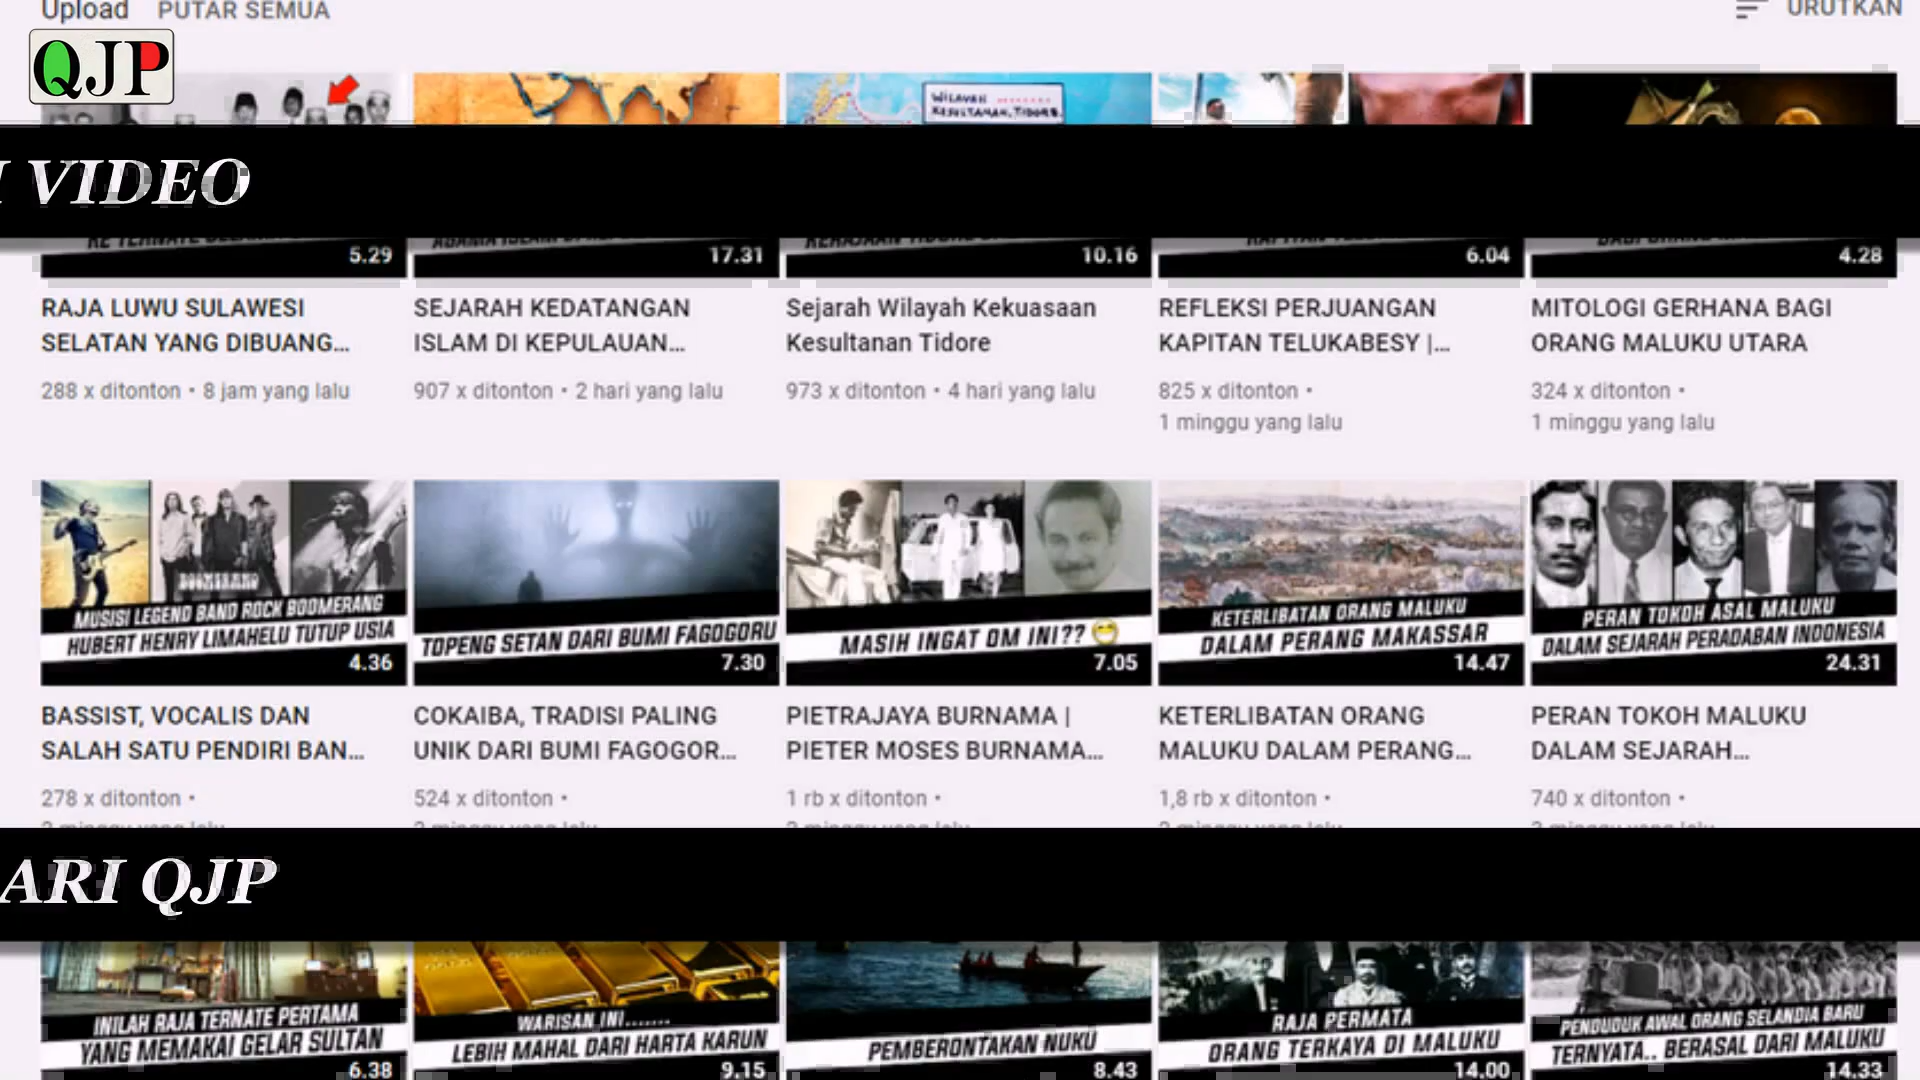 Upload PUTAR SEMUA
URUTKAN
QJP
WILAYAH
KESULTANAN TIDORE
VIDEO
5.29
17.31
10.16
6.04
4.28
RAJA LUWU SULAWESI
SELATAN YANG DIBUANG...
288 x ditonton • 8 jam yang lalu
SEJARAH KEDATANGAN
ISLAM DI KEPULAUAN...
907 x ditonton • 2 hari yang lalu
Sejarah Wilayah Kekuasaan
Kesultanan Tidore
973 x ditonton • 4 hari yang lalu
REFLEKSI PERJUANGAN
KAPITAN TELUKABESY |...
825 x ditonton •
1 minggu yang lalu
MITOLOGI GERHANA BAGI
ORANG MALUKU UTARA
324 x ditonton •
1 minggu yang lalu
BOOMERANG
MUSISI LEGEND BAND ROCK BOOMERANG
HUBERT HENRY LIMAHELU TUTUP USIA
4.36
TOPENG SETAN DARI BUMI FAGOGORU
7.30
MASIH INGAT OM INI??
7.05
KETERLIBATAN ORANG MALUKU
DALAM PERANG MAKASSAR
14.47
PERAN TOKOH ASAL MALUKU
DALAM SEJARAH PERADABAN INDONESIA
24.31
BASSIST, VOCALIS DAN
SALAH SATU PENDIRI BAN...
278 x ditonton •
COKAIBA, TRADISI PALING
UNIK DARI BUMI FAGOGOR...
524 x ditonton •
PIETRAJAYA BURNAMA |
PIETER MOSES BURNAMA...
1 rb x ditonton •
KETERLIBATAN ORANG
MALUKU DALAM PERANG...
1,8 rb x ditonton •
PERAN TOKOH MALUKU
DALAM SEJARAH...
740 x ditonton •
ARI QJP
INILAH RAJA TERNATE PERTAMA
YANG MEMAKAI GELAR SULTAN
6.38
WARISAN INI.......
LEBIH MAHAL DARI HARTA KARUN
9.15
PEMBERONTAKAN NUKU
8.43
RAJA PERMATA
ORANG TERKAYA DI MALUKU
14.00
PENDUDUK AWAL ORANG SELANDIA BARU
TERNYATA.. BERASAL DARI MALUKU
14.33